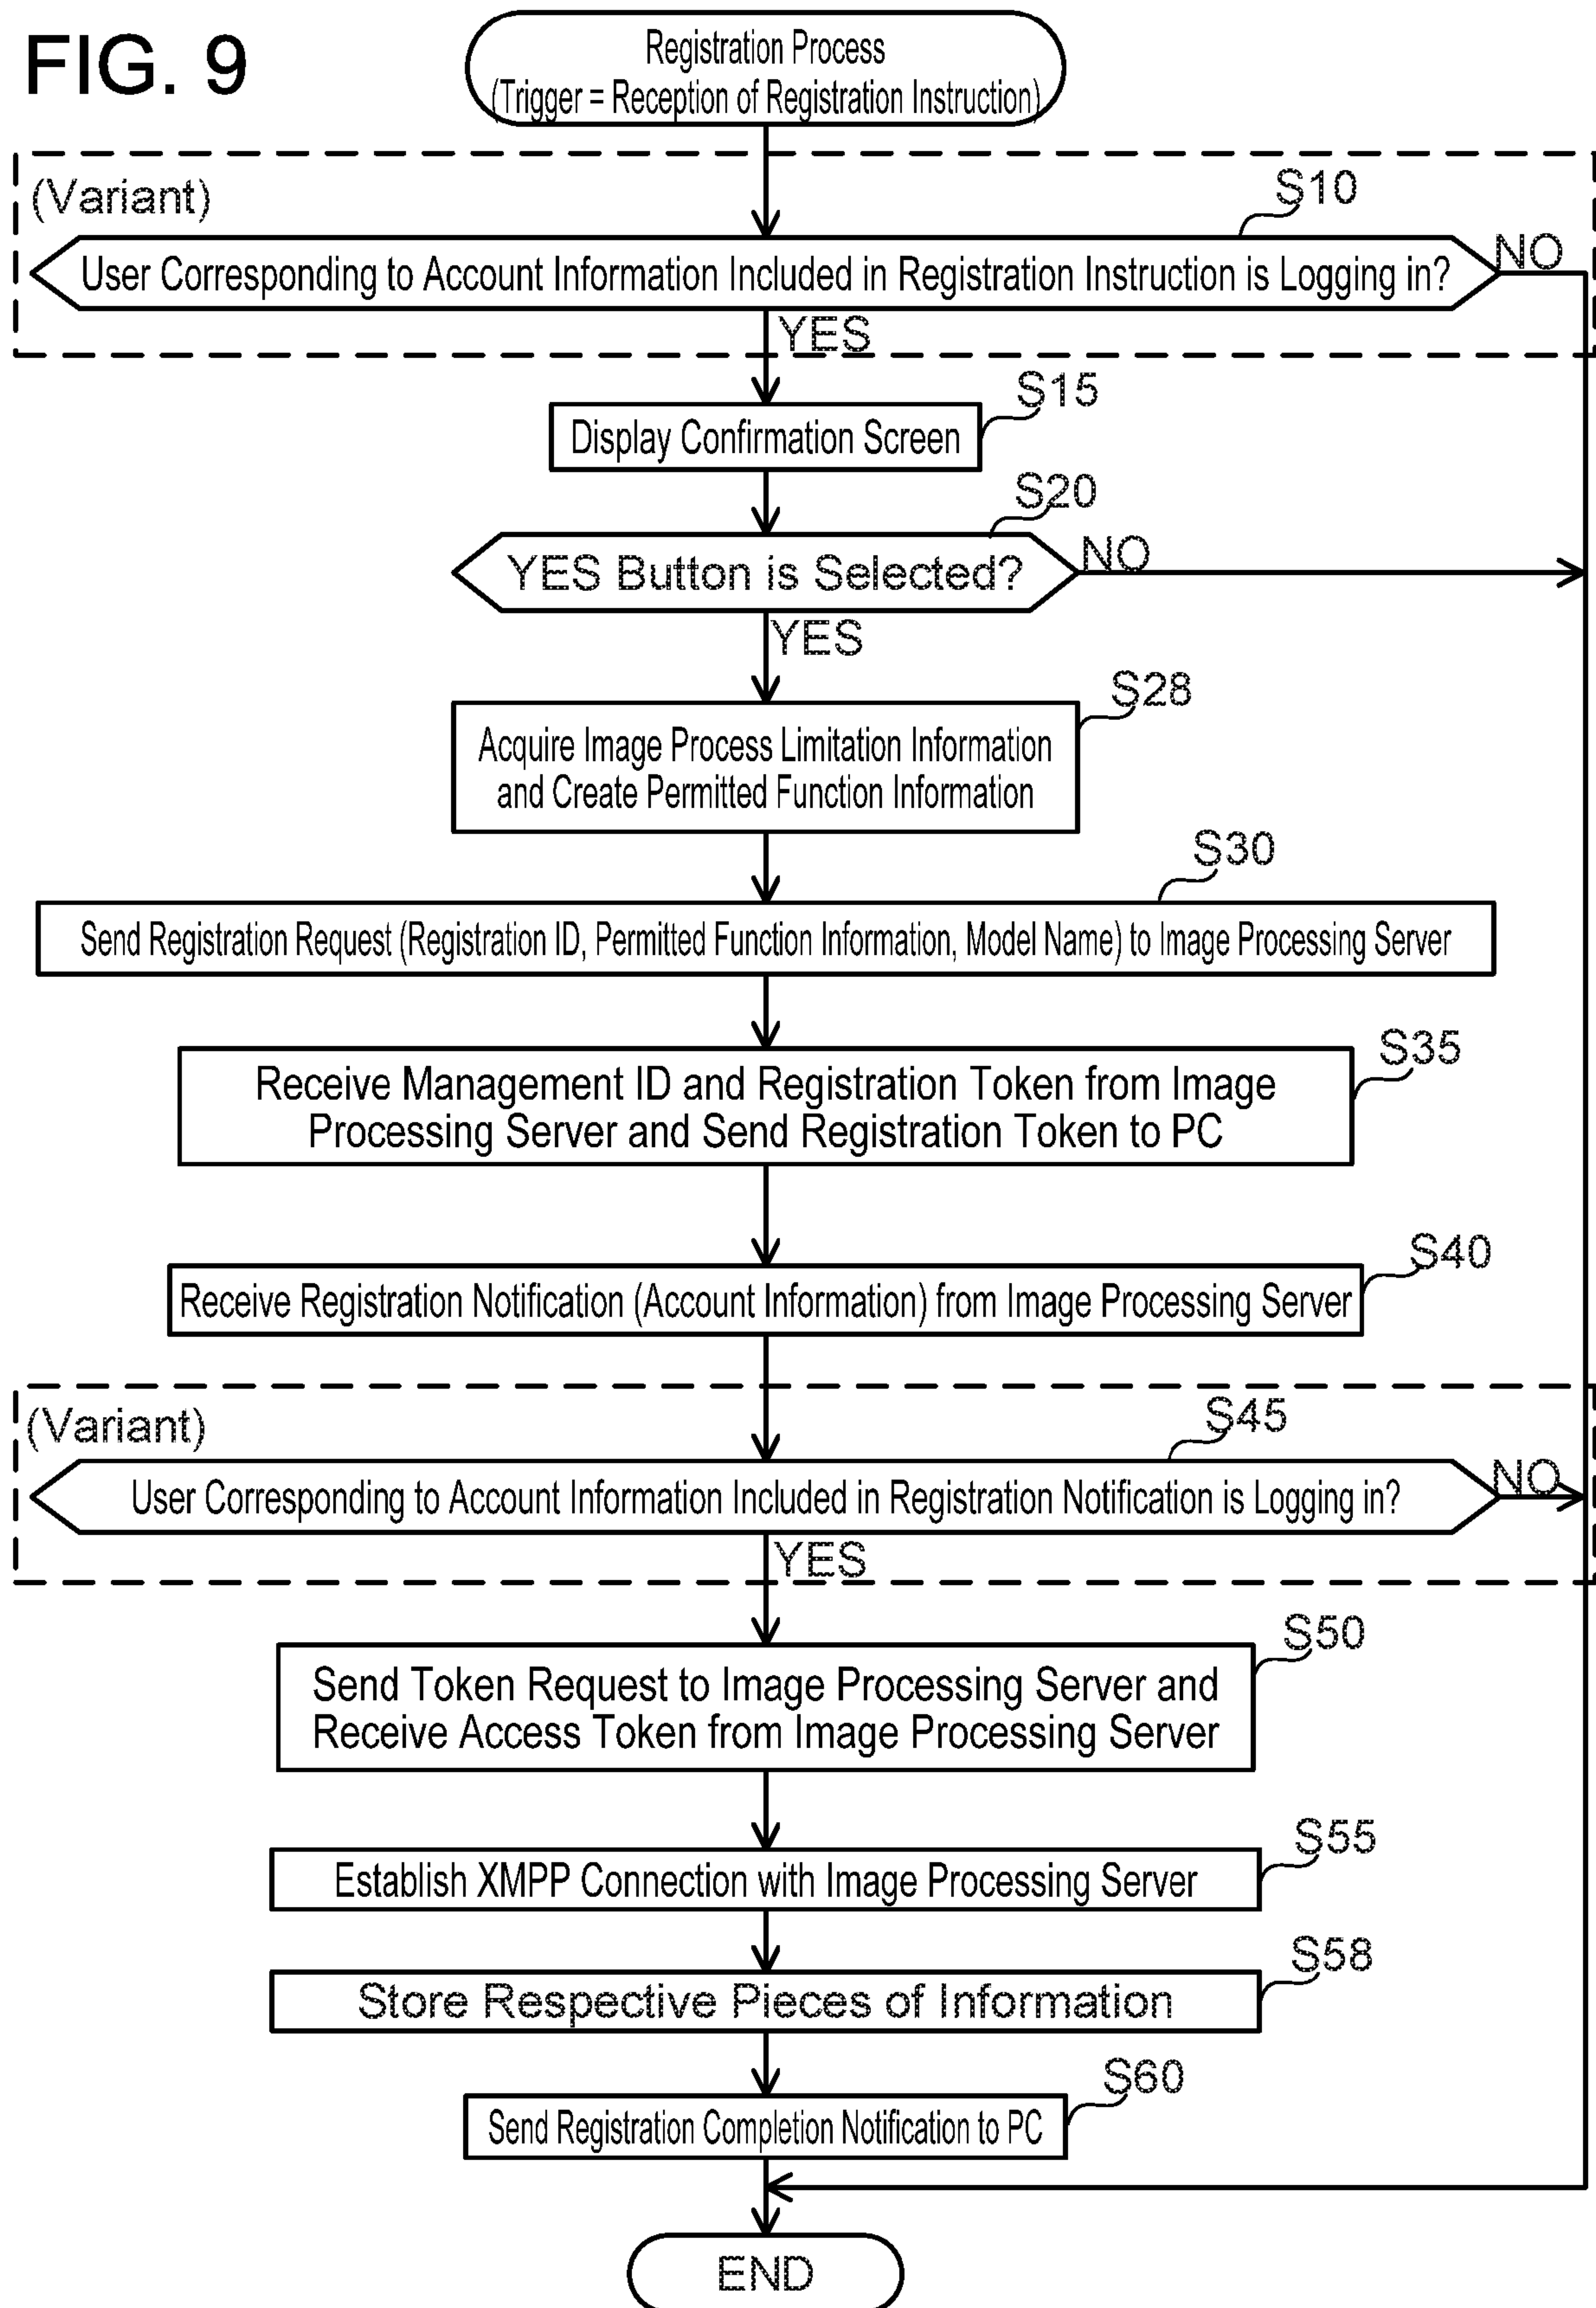 FIG. 9
Registration Process
(Trigger = Reception of Registration Instruction)
(Variant)
S10
User Corresponding to Account Information Included in Registration Instruction is Logging in?
NO
YES
S15
Display Confirmation Screen
S20
YES Button is Selected?
NO
YES
S28
Acquire Image Process Limitation Information
and Create Permitted Function Information
S30
Send Registration Request (Registration ID, Permitted Function Information, Model Name) to Image Processing Server
S35
Receive Management ID and Registration Token from Image
Processing Server and Send Registration Token to PC
S40
Receive Registration Notification (Account Information) from Image Processing Server
(Variant)
S45
User Corresponding to Account Information Included in Registration Notification is Logging in?
NO
YES
S50
Send Token Request to Image Processing Server and
Receive Access Token from Image Processing Server
S55
Establish XMPP Connection with Image Processing Server
S58
Store Respective Pieces of Information
S60
Send Registration Completion Notification to PC
END